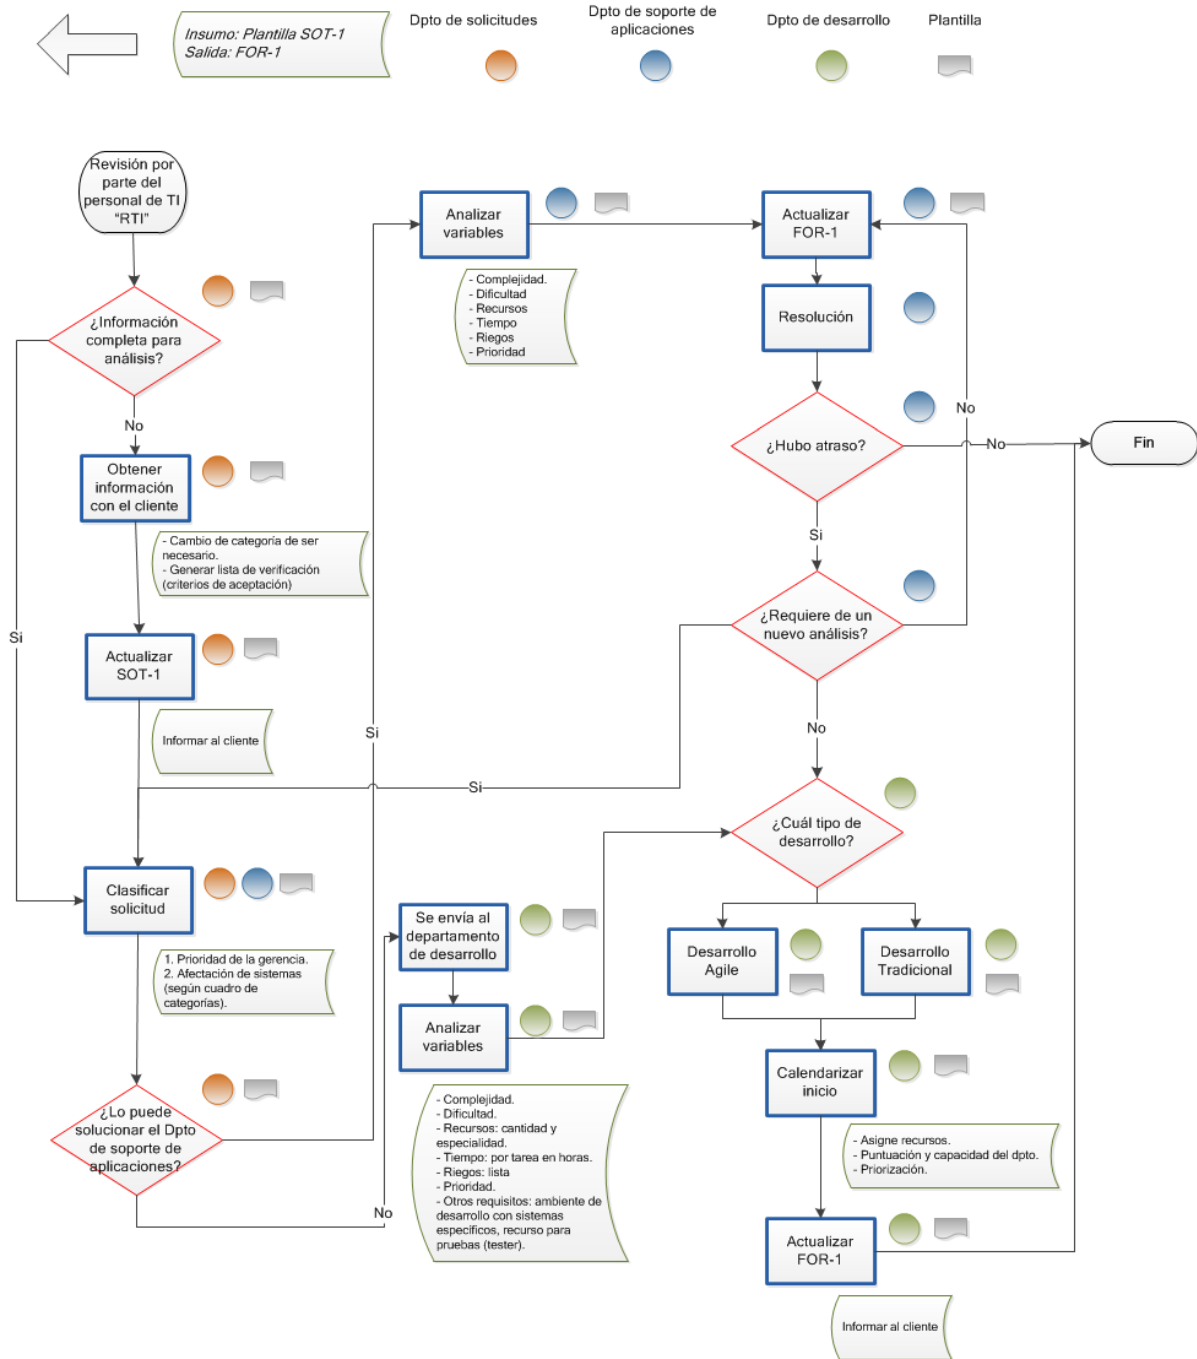 Insumo: Plantilla SOT-1
Salida: FOR-1
Dpto de solicitudes
Dpto de soporte de
aplicaciones
Dpto de desarrollo
Plantilla
Revisión por
parte del
personal de TI
“RTI”
¿Información
completa para
análisis?
No
Si
Obtener
información
con el cliente
- Cambio de categoría de ser
necesario.
- Generar lista de verificación
(criterios de aceptación)
Actualizar
SOT-1
Informar al cliente
Clasificar
solicitud
1. Prioridad de la gerencia.
2. Afectación de sistemas
(según cuadro de
categorías).
¿Lo puede
solucionar el Dpto
de soporte de
aplicaciones?
Si
No
Analizar
variables
- Complejidad.
- Dificultad
- Recursos
- Tiempo
- Riegos
- Prioridad
Actualizar
FOR-1
Resolución
¿Hubo atraso?
No
Fin
Si
¿Requiere de un
nuevo análisis?
No
Si
No
¿Cuál tipo de
desarrollo?
Se envía al
departamento
de desarrollo
Analizar
variables
- Complejidad.
- Dificultad.
- Recursos: cantidad y
especialidad.
- Tiempo: por tarea en horas.
- Riegos: lista
- Prioridad.
- Otros requisitos: ambiente de
desarrollo con sistemas
específicos, recurso para
pruebas (tester).
Desarrollo
Agile
Desarrollo
Tradicional
Calendarizar
inicio
- Asigne recursos.
- Puntuación y capacidad del dpto.
- Priorización.
Actualizar
FOR-1
Informar al cliente